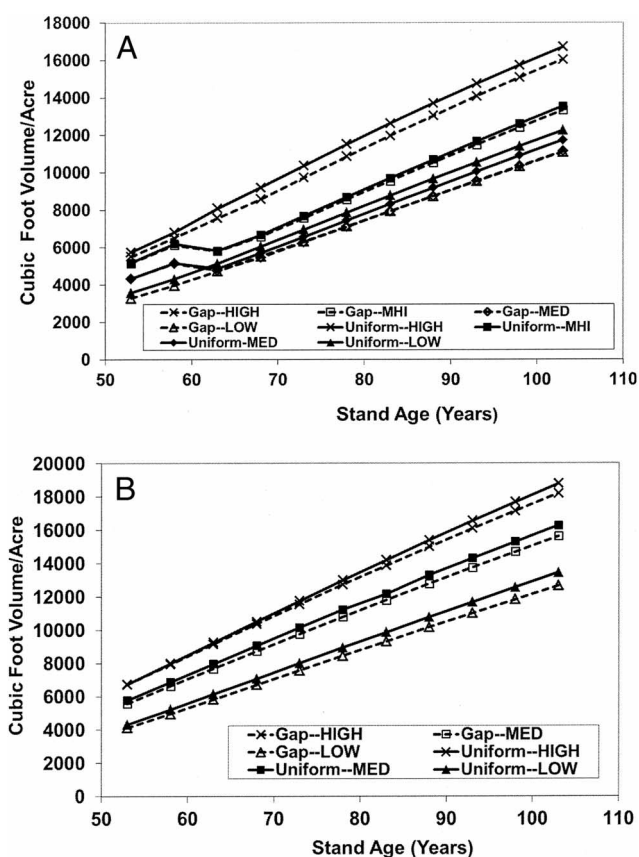 A
18000
16000
14000
12000
10000
8000
6000
4000
2000
0
Cubic Foot Volume/Acre
Gap--HIGH Gap--MHI Gap--MED
Gap--LOW Uniform--HIGH Uniform--MHI
Uniform-MED Uniform--LOW
50 60 70 80 90 100 110
Stand Age (Years)
B
20000
18000
16000
14000
12000
10000
8000
6000
4000
2000
0
Cubic Foot Volume/Acre
Gap--HIGH Gap--MED
Gap--LOW Uniform--HIGH
Uniform--MED Uniform--LOW
50 60 70 80 90 100 110
Stand Age (Years)